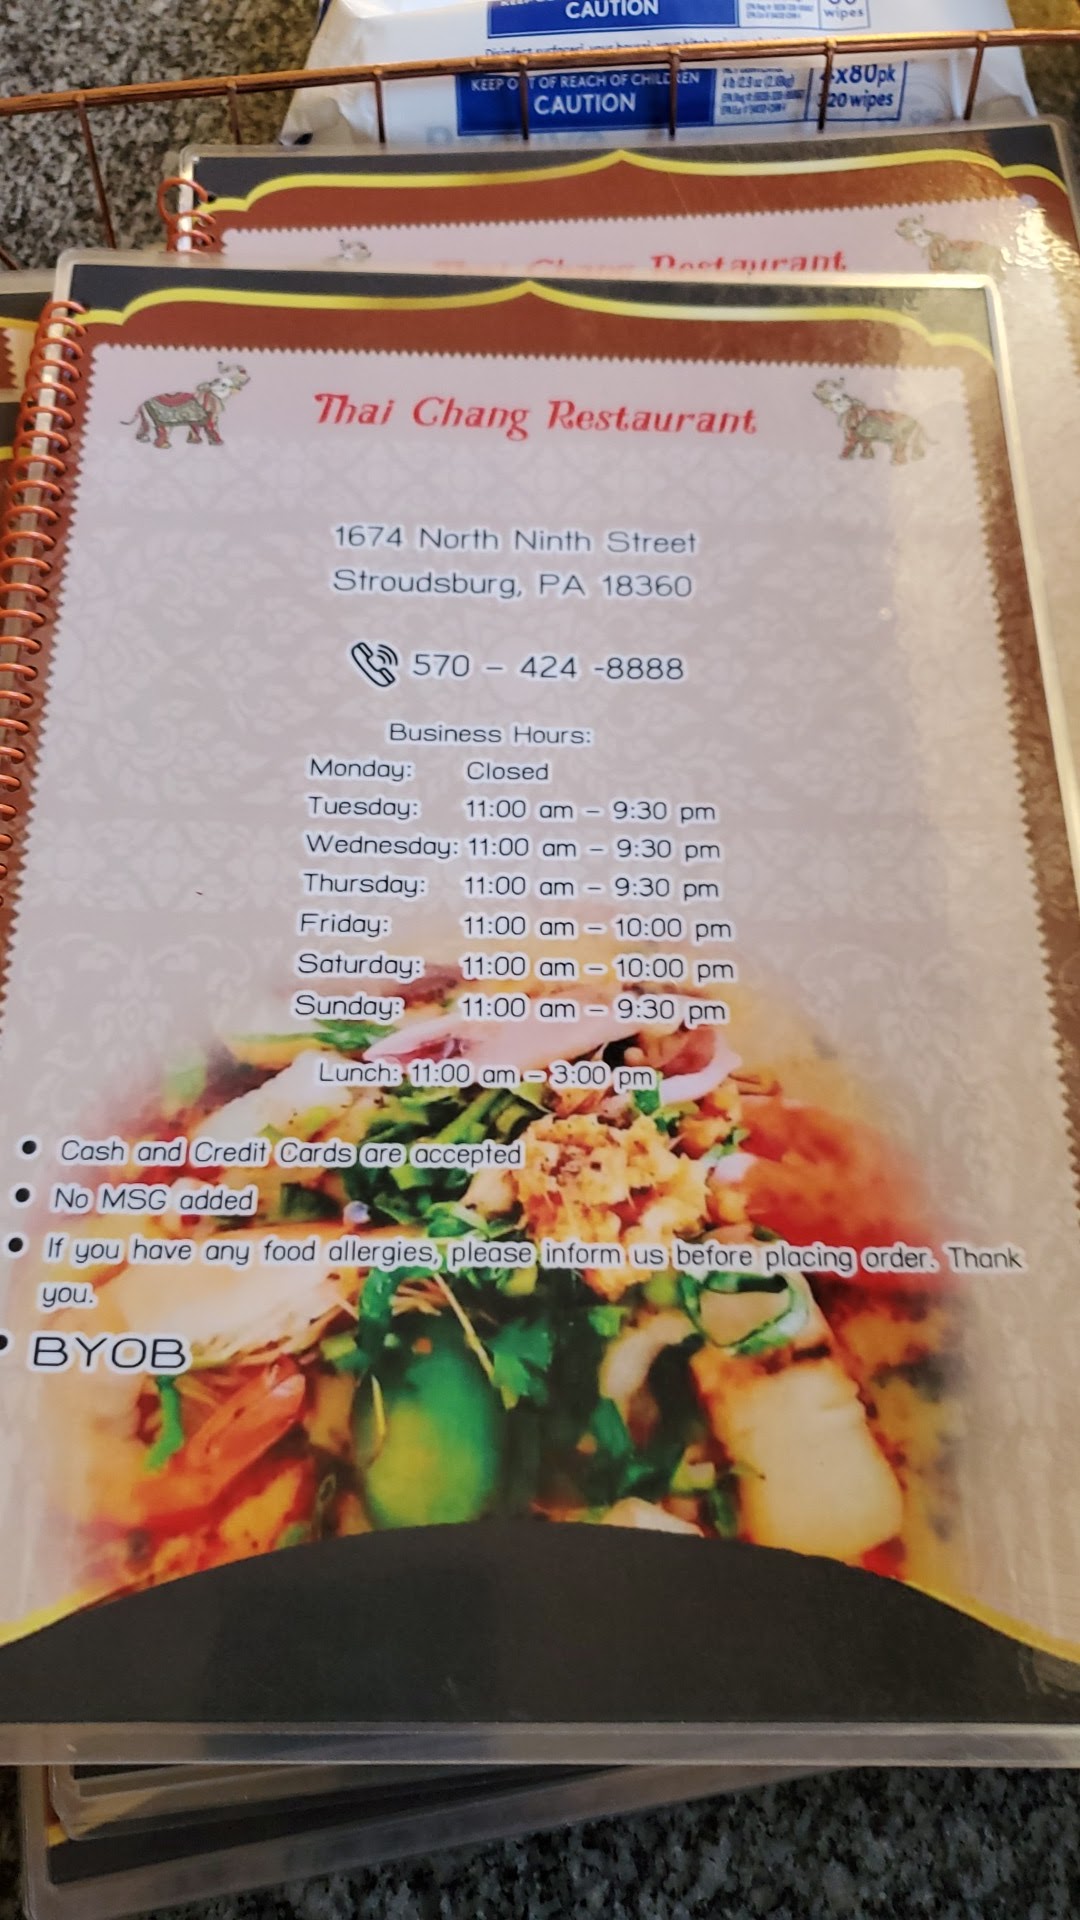 CAUTION
wipes
KEEP OUT OF REACH OF CHILDREN
CAUTION
4x80pk
320 wipes
Thai Chang Restaurant
Thai Chang Restaurant
1674 North Ninth Street
Stroudsburg, PA 18360
570 – 424 -8888
Business Hours:
Monday: Closed
Tuesday: 11:00 am – 9:30 pm
Wednesday: 11:00 am – 9:30 pm
Thursday: 11:00 am – 9:30 pm
Friday: 11:00 am – 10:00 pm
Saturday: 11:00 am – 10:00 pm
Sunday: 11:00 am – 9:30 pm
Lunch: 11:00 am – 3:00 pm
• Cash and Credit Cards are accepted
• No MSG added
• If you have any food allergies, please inform us before placing order. Thank
you.
• BYOB